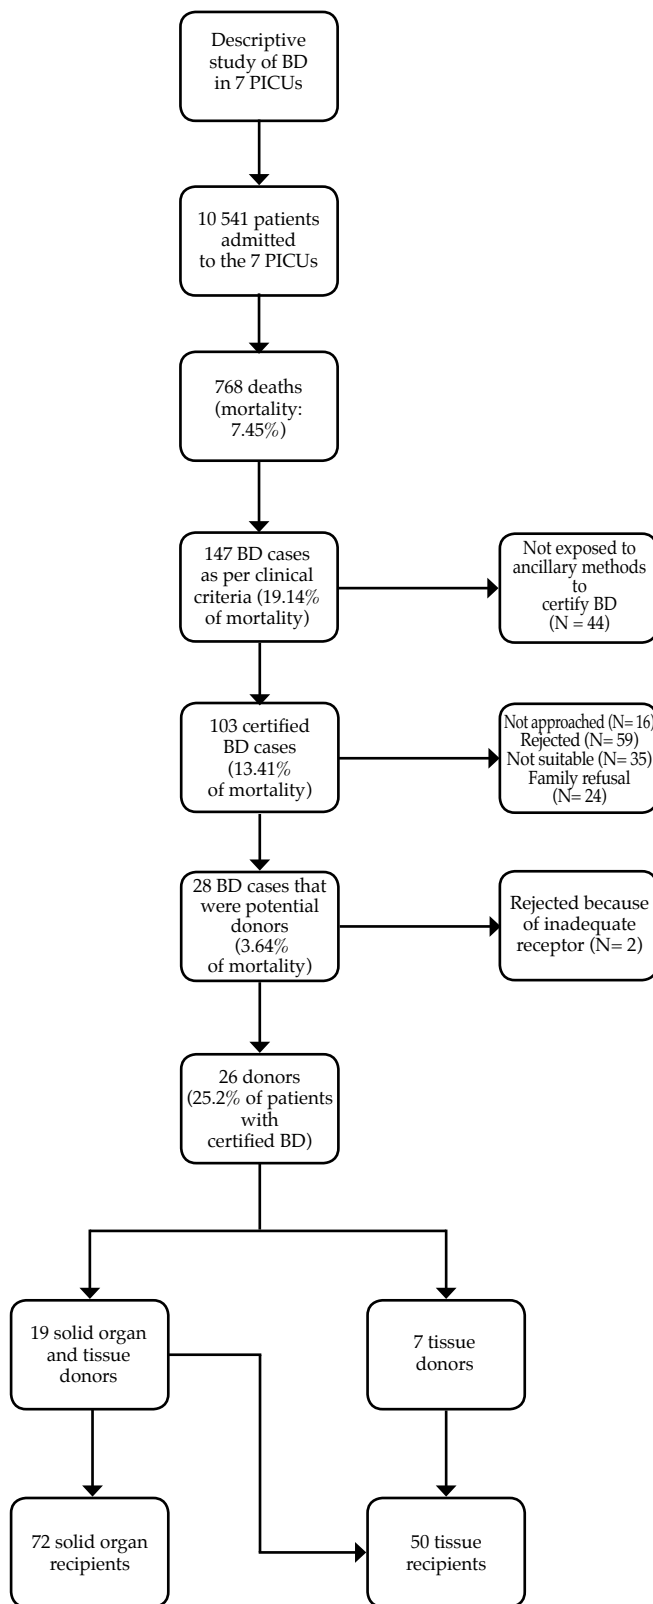 Descriptive
study of BD
in 7 PICUs
10 541 patients
admitted
to the 7 PICUs
768 deaths
(mortality:
7.45%)
147 BD cases
as per clinical
criteria (19.14%
of mortality)
Not exposed to
ancillary methods
to
certify BD
(N = 44)
103 certified
BD cases
(13.41%
of mortality)
Not approached (N= 16)
Rejected (N= 59)
Not suitable (N= 35)
Family refusal
(N= 24)
28 BD cases that
were potential
donors
(3.64%
of mortality)
Rejected because
of inadequate
receptor (N= 2)
26 donors
(25.2% of patients
with
certified BD)
19 solid organ
and tissue
donors
7 tissue
donors
72 solid organ
recipients
50 tissue
recipients